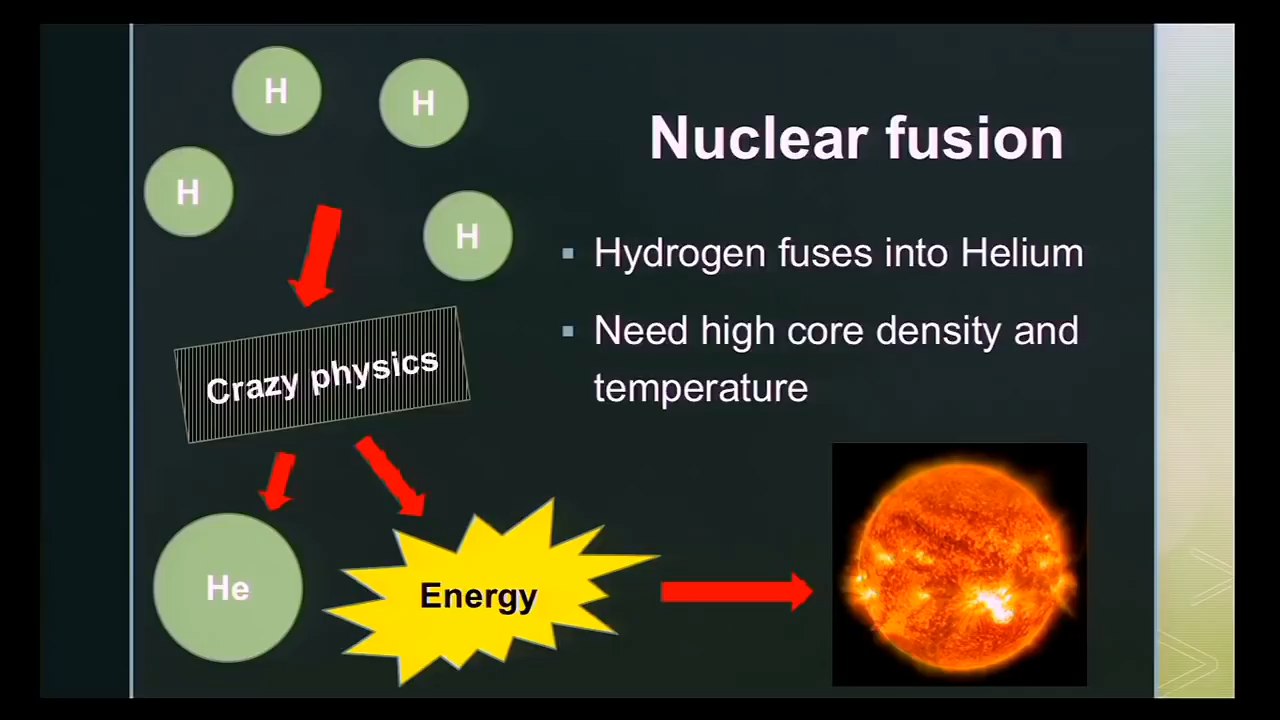 H
H
H
H
Nuclear fusion
Hydrogen fuses into Helium
Need high core density and
temperature
Crazy physics
He
Energy